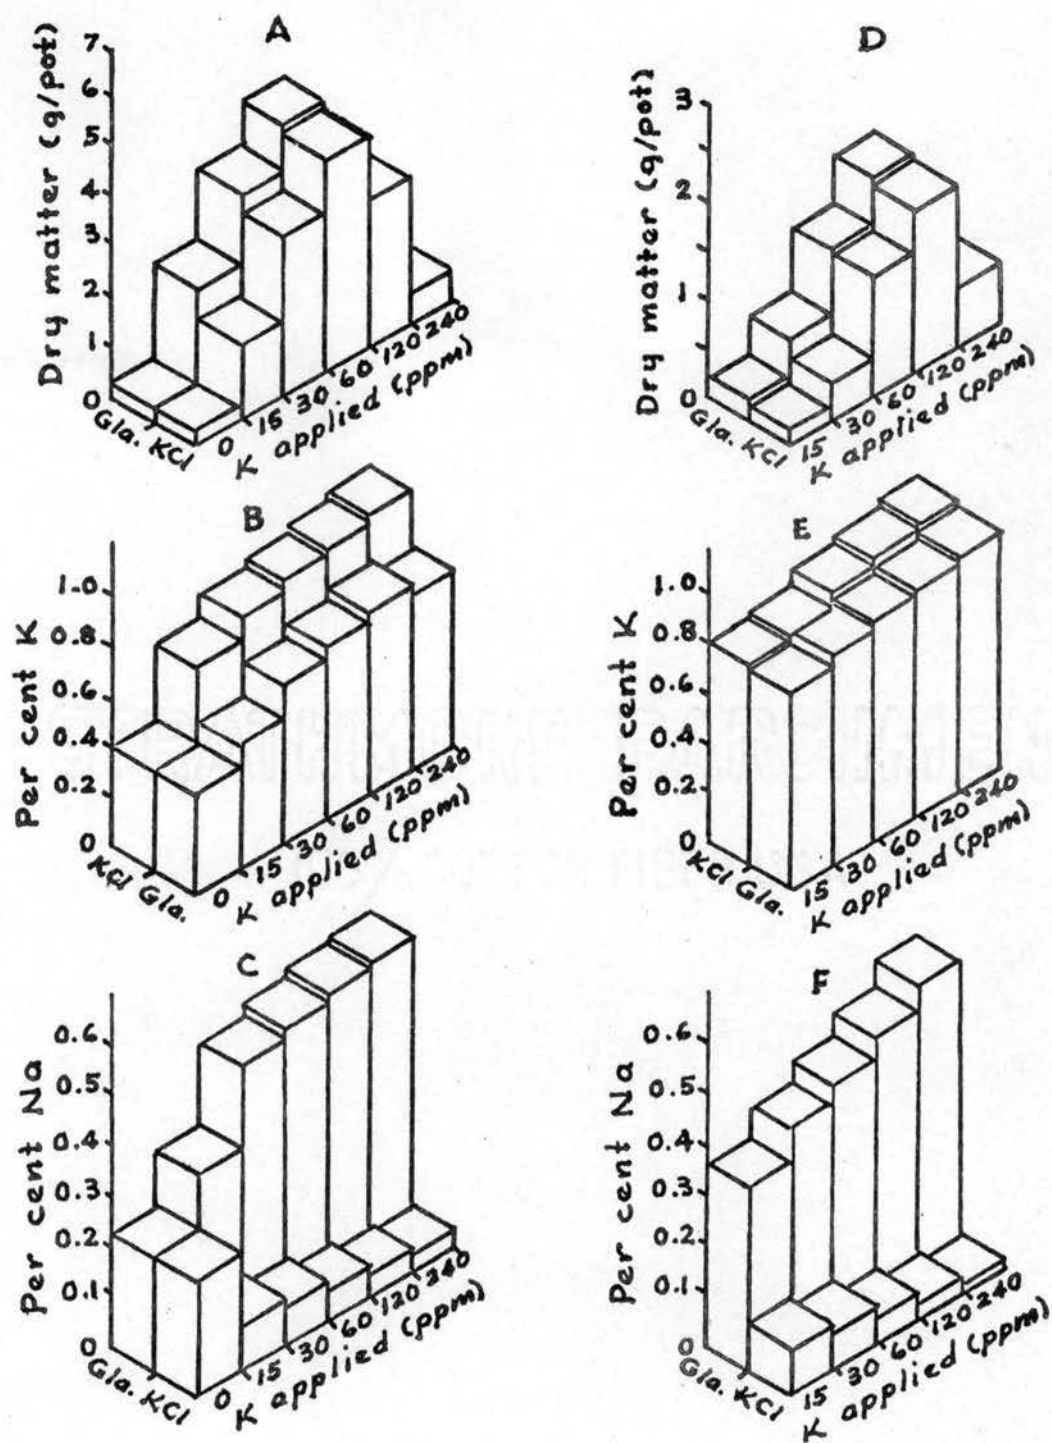 A
Dry matter (g/pot)
7
6
5
4
3
2
1
0
Gla. KCl
0 15 30 60 120 240
K applied (ppm)
D
Dry matter (g/pot)
3
2
1
0
Gla. KCl
15 30 60 120 240
K applied (ppm)
B
Per cent K
1.0
0.8
0.6
0.4
0.2
0
KCl Gla.
0 15 30 60 120 240
K applied (ppm)
E
Per cent K
1.0
0.8
0.6
0.4
0.2
0
KCl Gla.
15 30 60 120 240
K applied (ppm)
C
Per cent Na
0.6
0.5
0.4
0.3
0.2
0.1
0
Gla. KCl
0 15 30 60 120 240
K applied (ppm)
F
Per cent Na
0.6
0.5
0.4
0.3
0.2
0.1
0
Gla. KCl
15 30 60 120 240
K applied (ppm)